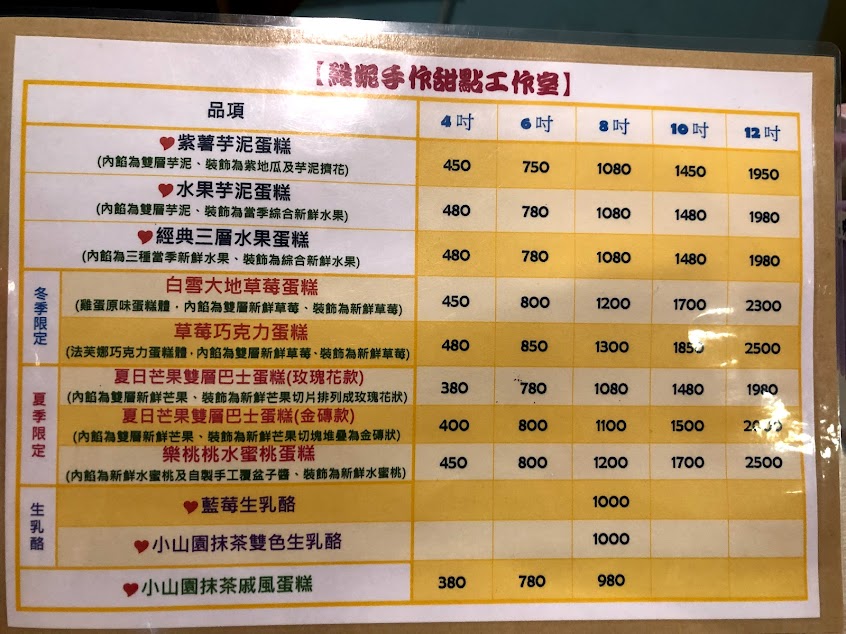 【雅妮手作甜點工作室】
品項 4吋 6吋 8吋 10吋 12吋
紫薯芋泥蛋糕 450 750 1080 1450 1950
(內餡為雙層芋泥、裝飾為紫地瓜及芋泥擠花)
水果芋泥蛋糕 480 780 1080 1480 1980
(內餡為雙層芋泥、裝飾為當季綜合新鮮水果)
經典三層水果蛋糕 480 780 1080 1480 1980
(內餡為三種當季新鮮水果、裝飾為綜合新鮮水果)
冬季限定
白雪大地草莓蛋糕 450 800 1200 1700 2300
(雞蛋原味蛋糕體，內餡為雙層新鮮草莓、裝飾為新鮮草莓)
草莓巧克力蛋糕 480 850 1300 1850 2500
(法芙娜巧克力蛋糕體，內餡為雙層新鮮草莓、裝飾為新鮮草莓)
夏季限定
夏日芒果雙層巴士蛋糕(玫瑰花款) 380 780 1080 1480 1980
(內餡為雙層新鮮芒果、裝飾為新鮮芒果切片排列成玫瑰花狀)
夏日芒果雙層巴士蛋糕(金磚款) 400 800 1100 1500
(內餡為雙層新鮮芒果、裝飾為新鮮芒果切塊堆疊為金磚狀)
樂桃桃水蜜桃蛋糕 450 800 1200 1700 2500
(內餡為新鮮水蜜桃及自製手工覆盆子醬、裝飾為新鮮水蜜桃)
生乳酪
藍莓生乳酪 1000
小山園抹茶雙色生乳酪 1000
小山園抹茶戚風蛋糕 380 780 980